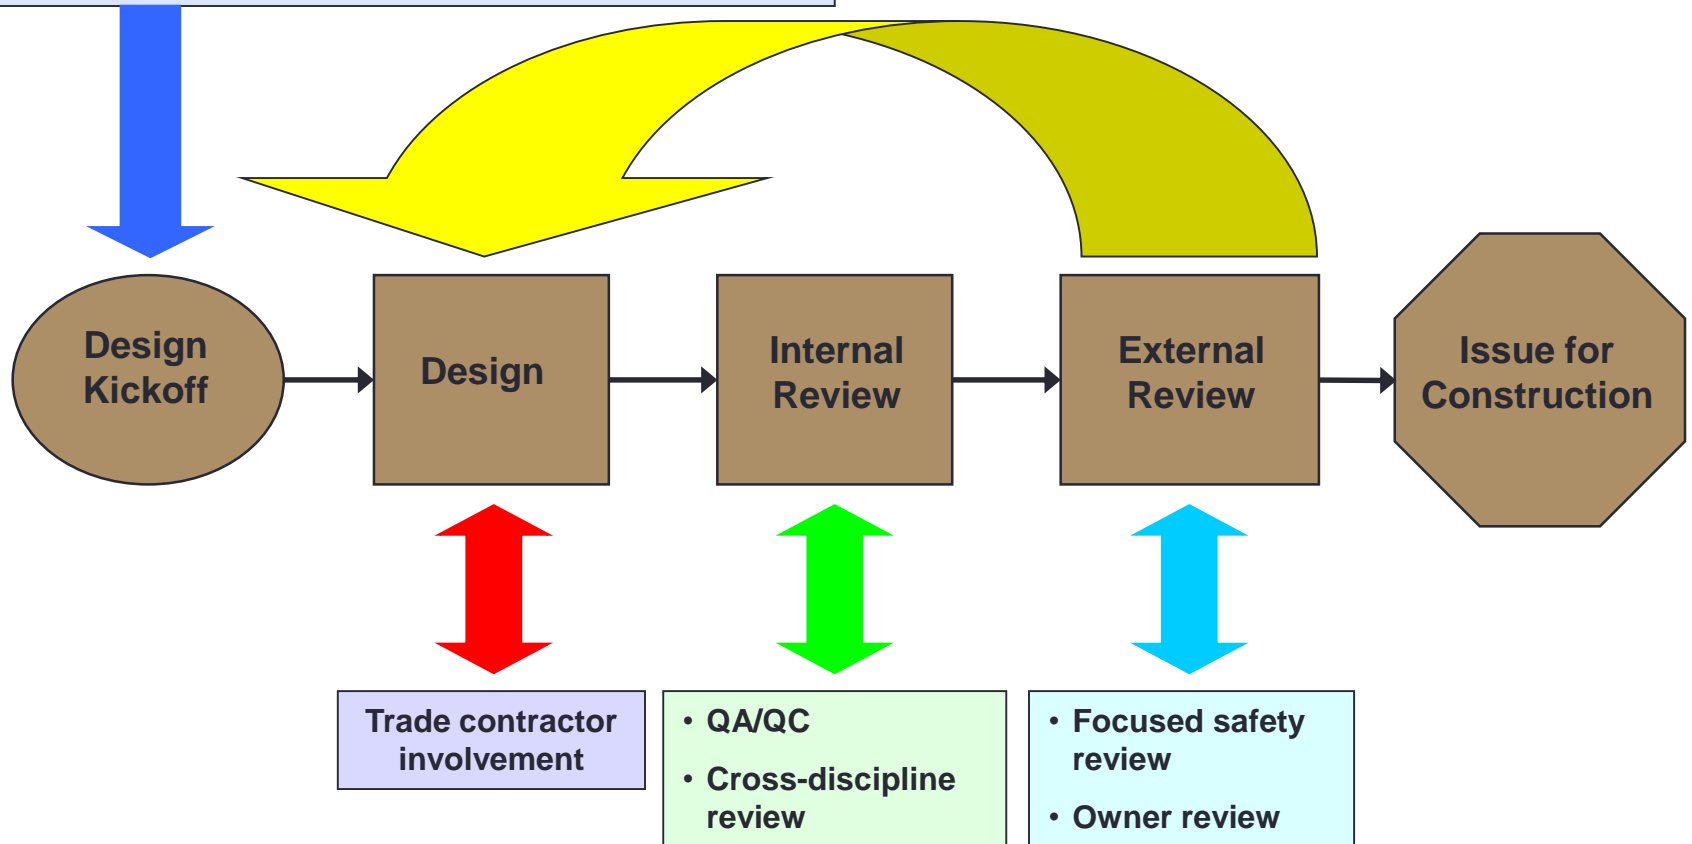 Design
Kickoff
Design
Internal
Review
External
Review
Issue for
Construction
Trade contractor
involvement
• QA/QC
• Cross-discipline
review
• Focused safety
review
• Owner review